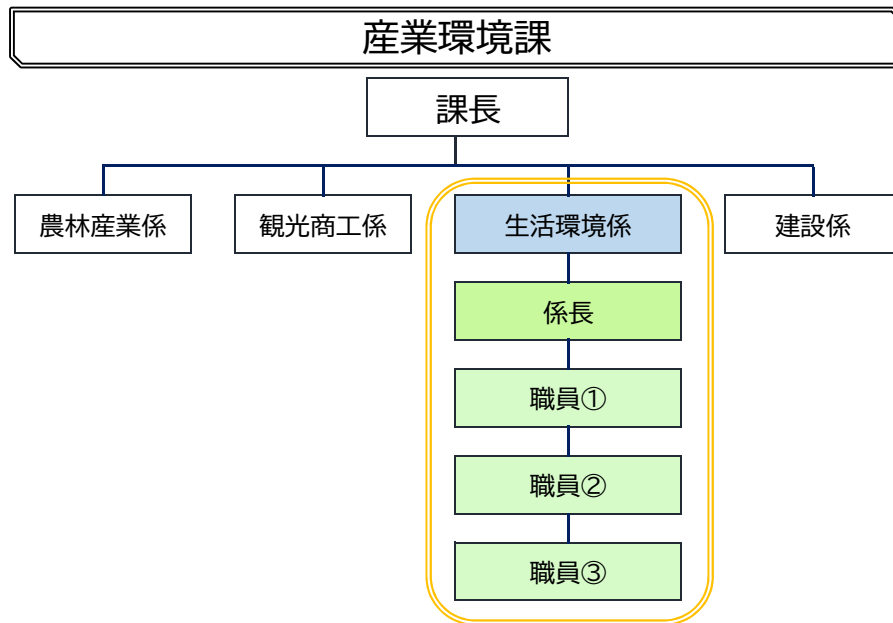 産業環境課
課長
農林産業係
観光商工係
生活環境係
建設係
係長
職員①
職員②
職員③